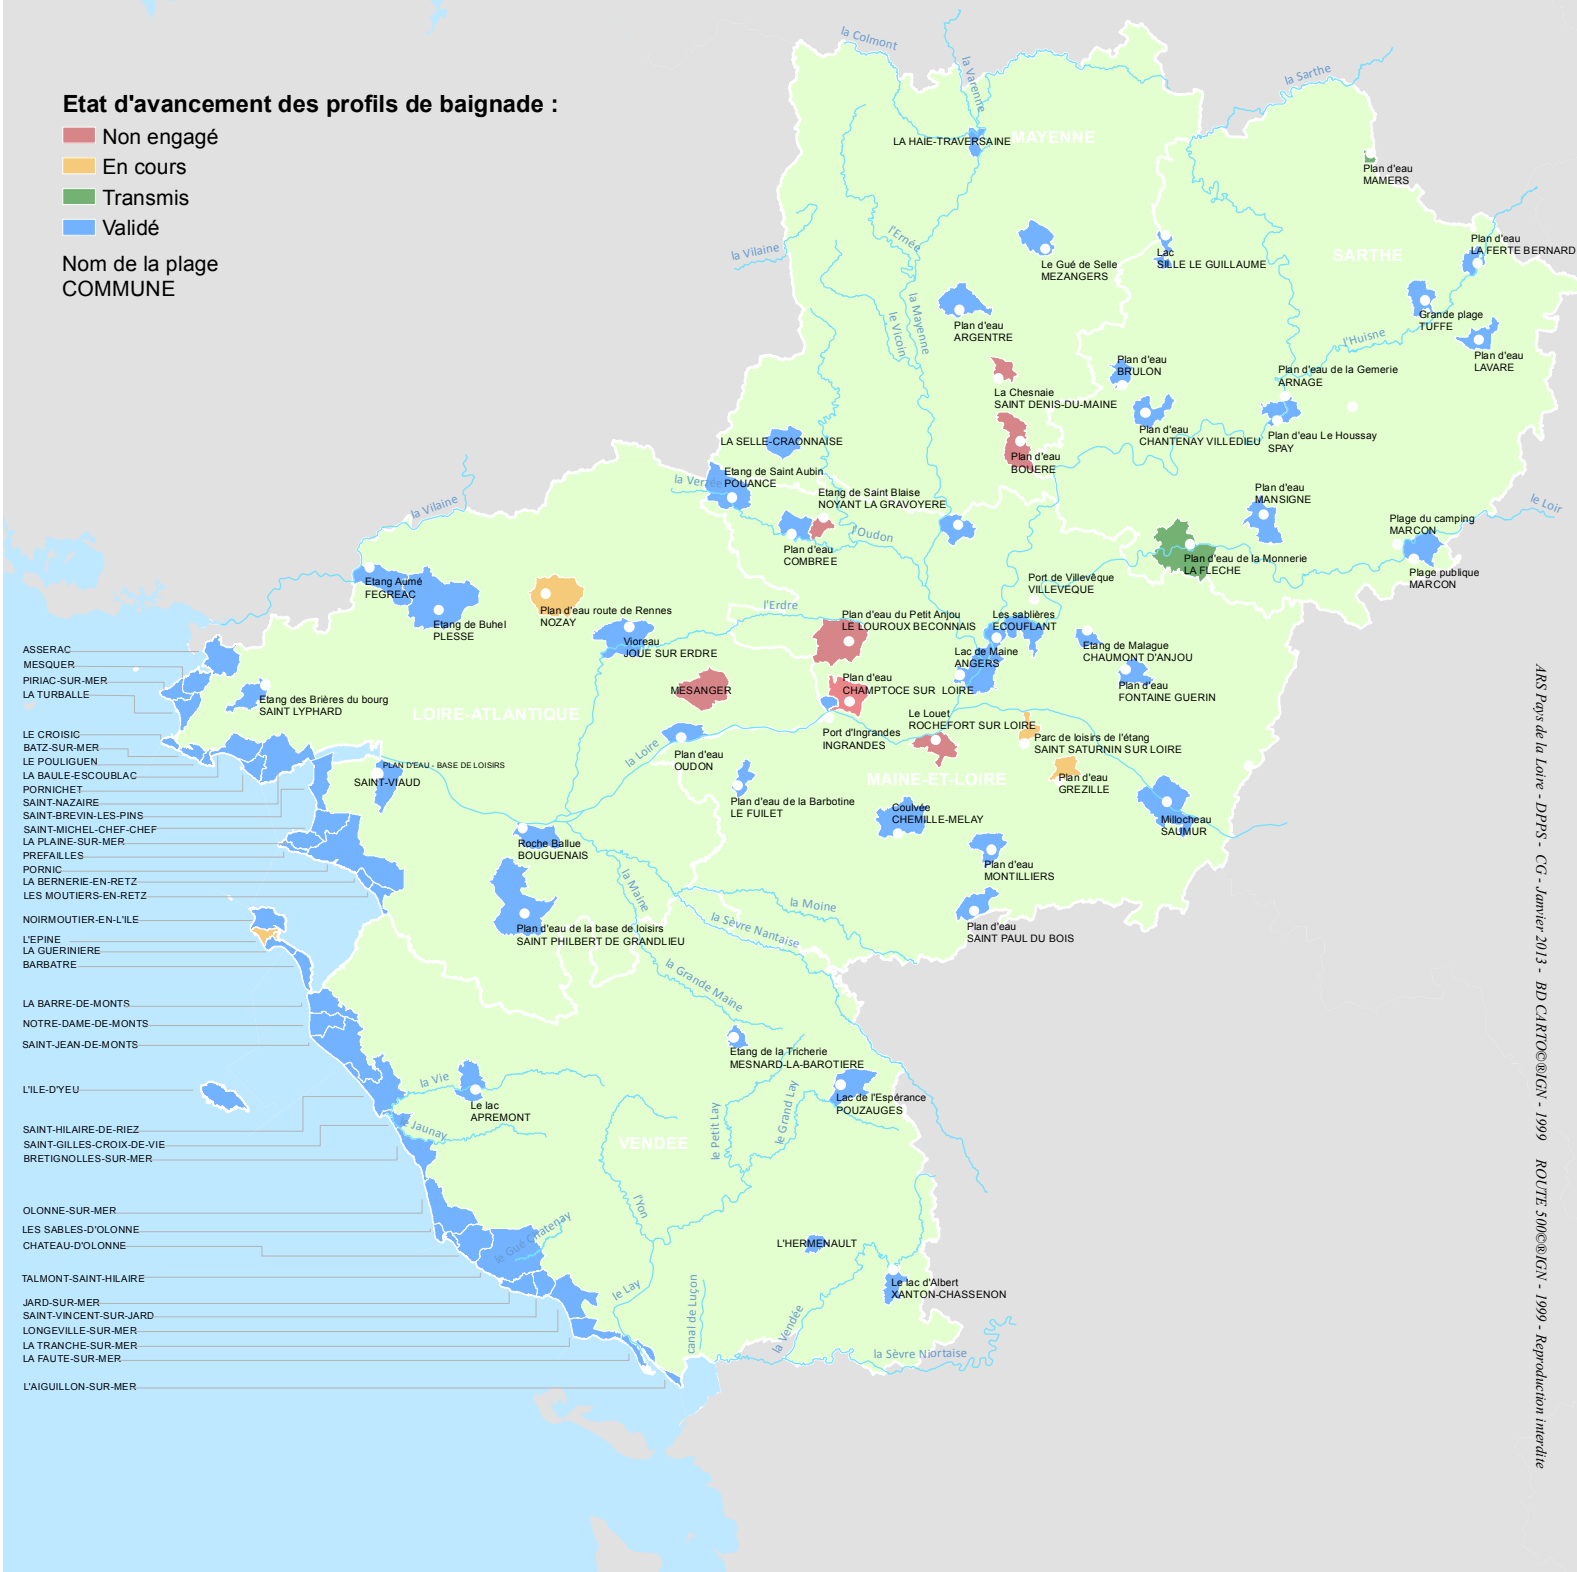 Etat d'avancement des profils de baignade :
Non engagé
En cours
Transmis
Validé
Nom de la plage
COMMUNE
la Colmont
la Varenne
la Sarthe
LA HAIE-TRAVERSAINE
MAYENNE
Plan d'eau
MAMERS
la Vilaine
l'Ernée
Le Gué de Selle
MEZANGERS
Lac
SILLE LE GUILLAUME
SARTHE
Plan d'eau
LA FERTE BERNARD
la Mayenne
le Vicoin
Plan d'eau
ARGENTRE
Grande plage
TUFFE
l'Huisne
Plan d'eau
LAVARE
Plan d'eau
BRULON
Plan d'eau de la Gemerie
ARNAGE
La Chesnaie
SAINT DENIS-DU-MAINE
Plan d'eau
CHANTENAY VILLEDIEU
Plan d'eau Le Houssay
SPAY
LA SELLE-CRAONNAISE
Plan d'eau
BOUERE
la Verzée
Etang de Saint Aubin
POUANCE
Etang de Saint Blaise
NOYANT LA GRAVOYERE
Plan d'eau
MANSIGNE
le Loir
la Vilaine
l'Oudon
Plan d'eau
COMBREE
Plage du camping
MARCON
Plan d'eau de la Monnerie
LA FLECHE
Plage publique
MARCON
Etang Aumé
FEGREAC
Port de Villevêque
VILLEVEQUE
Plan d'eau route de Rennes
NOZAY
l'Erdre
Etang de Buhel
PLESSE
Vioreau
JOUE SUR ERDRE
Plan d'eau du Petit Anjou
LE LOUROUX BECONNAIS
Les sablières
ECOUFLANT
Lac de Maine
ANGERS
Etang de Malague
CHAUMONT D'ANJOU
Plan d'eau
FONTAINE GUERIN
ASSERAC
MESQUER
PIRIAC-SUR-MER
LA TURBALLE
Etang des Brières du bourg
SAINT LYPHARD
LOIRE-ATLANTIQUE
MESANGER
Plan d'eau
CHAMPTOCE SUR LOIRE
Le Louet
ROCHEFORT SUR LOIRE
Port d'Ingrandes
INGRANDES
Parc de loisirs de l'étang
SAINT SATURNIN SUR LOIRE
LE CROISIC
BATZ-SUR-MER
LE POULIGUEN
LA BAULE-ESCOUBLAC
PORNICHET
SAINT-NAZAIRE
SAINT-BREVIN-LES-PINS
SAINT-MICHEL-CHEF-CHEF
LA PLAINE-SUR-MER
PREFAILLES
PORNIC
LA BERNERIE-EN-RETZ
LES MOUTIERS-EN-RETZ
PLAN D'EAU - BASE DE LOISIRS
SAINT-VIAUD
la Loire
Plan d'eau
OUDON
MAINE-ET-LOIRE
Plan d'eau
GREZILLE
Plan d'eau de la Barbotine
LE FUILET
Coulvée
CHEMILLE-MELAY
Millocheau
SAUMUR
Roche Ballue
BOUGUENAIS
Plan d'eau
MONTILLIERS
la Maine
la Moine
la Sèvre Nantaise
Plan d'eau
SAINT PAUL DU BOIS
Plan d'eau de la base de loisirs
SAINT PHILBERT DE GRANDLIEU
NOIRMOUTIER-EN-L'ILE
L'EPINE
LA GUERINIERE
BARBATRE
la Grande Maine
LA BARRE-DE-MONTS
NOTRE-DAME-DE-MONTS
SAINT-JEAN-DE-MONTS
Etang de la Tricherie
MESNARD-LA-BAROTIERE
L'ILE-D'YEU
la Vie
Le lac
APREMONT
Lac de l'Espérance
POUZAUGES
le Petit Lay
le Grand Lay
SAINT-HILAIRE-DE-RIEZ
SAINT-GILLES-CROIX-DE-VIE
BRETIGNOLLES-SUR-MER
le Jaunay
VENDEE
l'Yon
OLONNE-SUR-MER
LES SABLES-D'OLONNE
CHATEAU-D'OLONNE
TALMONT-SAINT-HILAIRE
le Gué Chatenay
L'HERMENAULT
Le lac d'Albert
XANTON-CHASSENON
le Lay
canal de Luçon
la Vendée
la Sèvre Niortaise
JARD-SUR-MER
SAINT-VINCENT-SUR-JARD
LONGEVILLE-SUR-MER
LA TRANCHE-SUR-MER
LA FAUTE-SUR-MER
L'AIGUILLON-SUR-MER
ARS Pays de la Loire - DPPS - CG - Janvier 2013 - BD CARTO©®IGN - 1999 ROUTE 500©®IGN - 1999 - Reproduction interdite